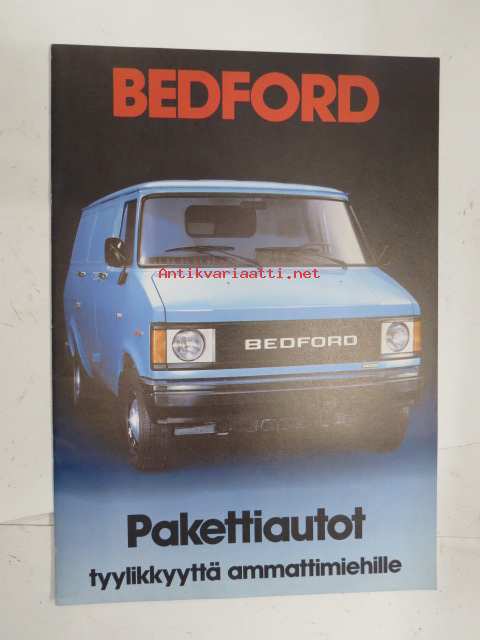 BEDFORD
Antikvariaatti.net
BEDFORD
Pakettiautot
tyylikkyyttä ammattimiehille